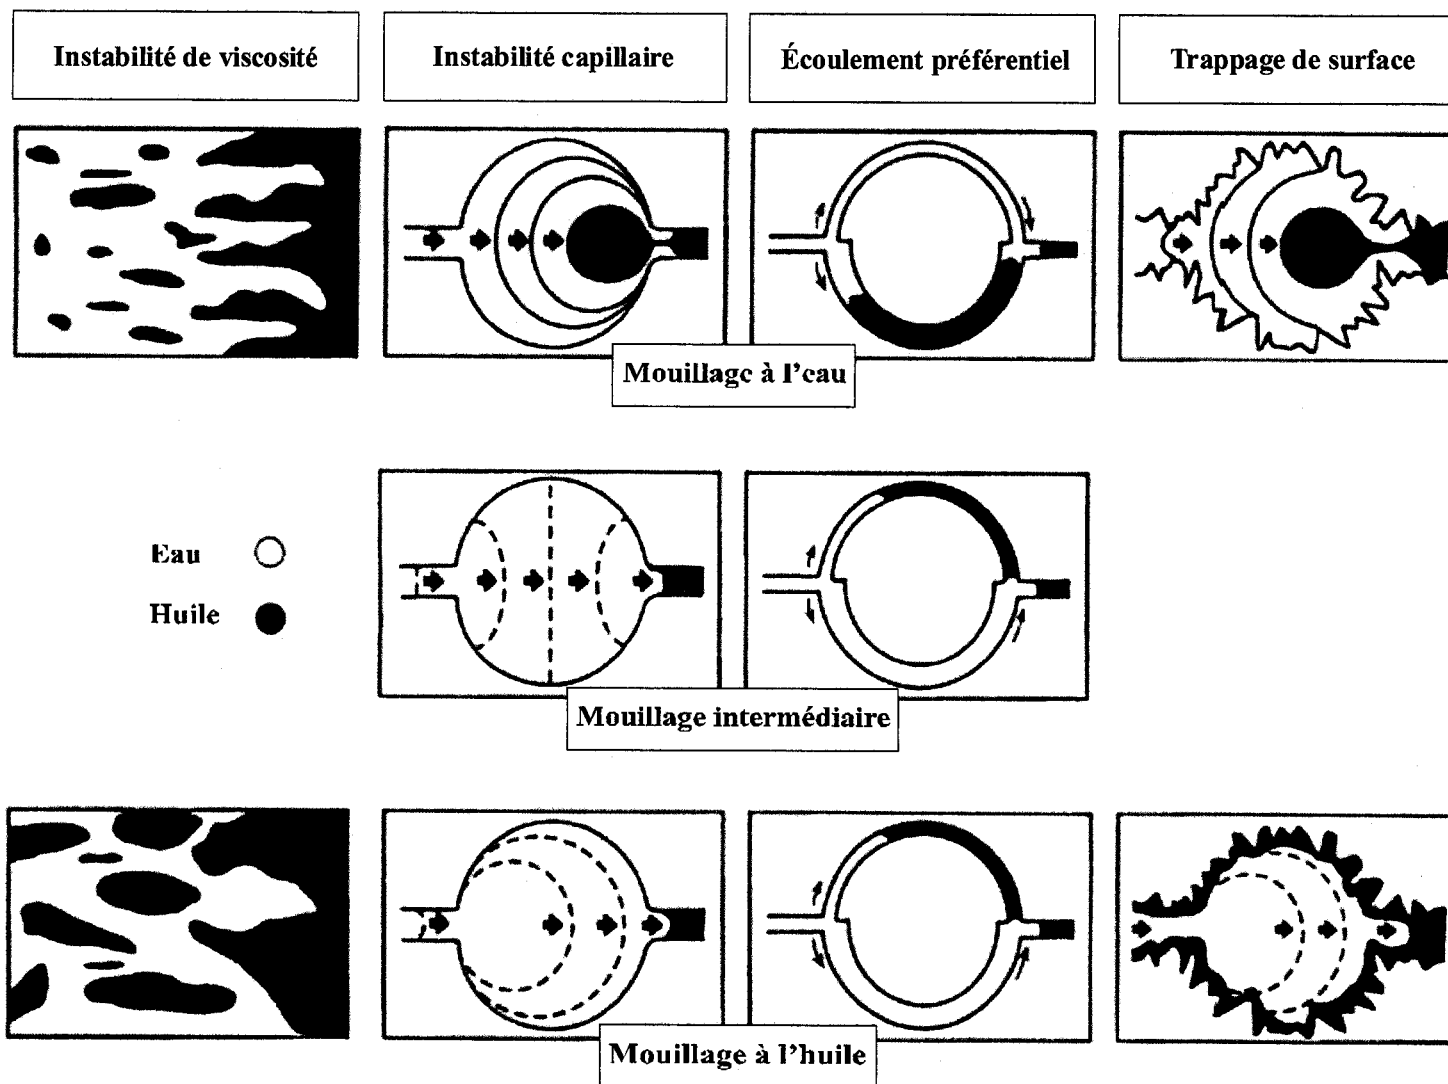 Instabilité de viscosité
Instabilité capillaire
Écoulement préférentiel
Trappage de surface
Mouillage à l'eau
Eau
Huile
Mouillage intermédiaire
Mouillage à l'huile